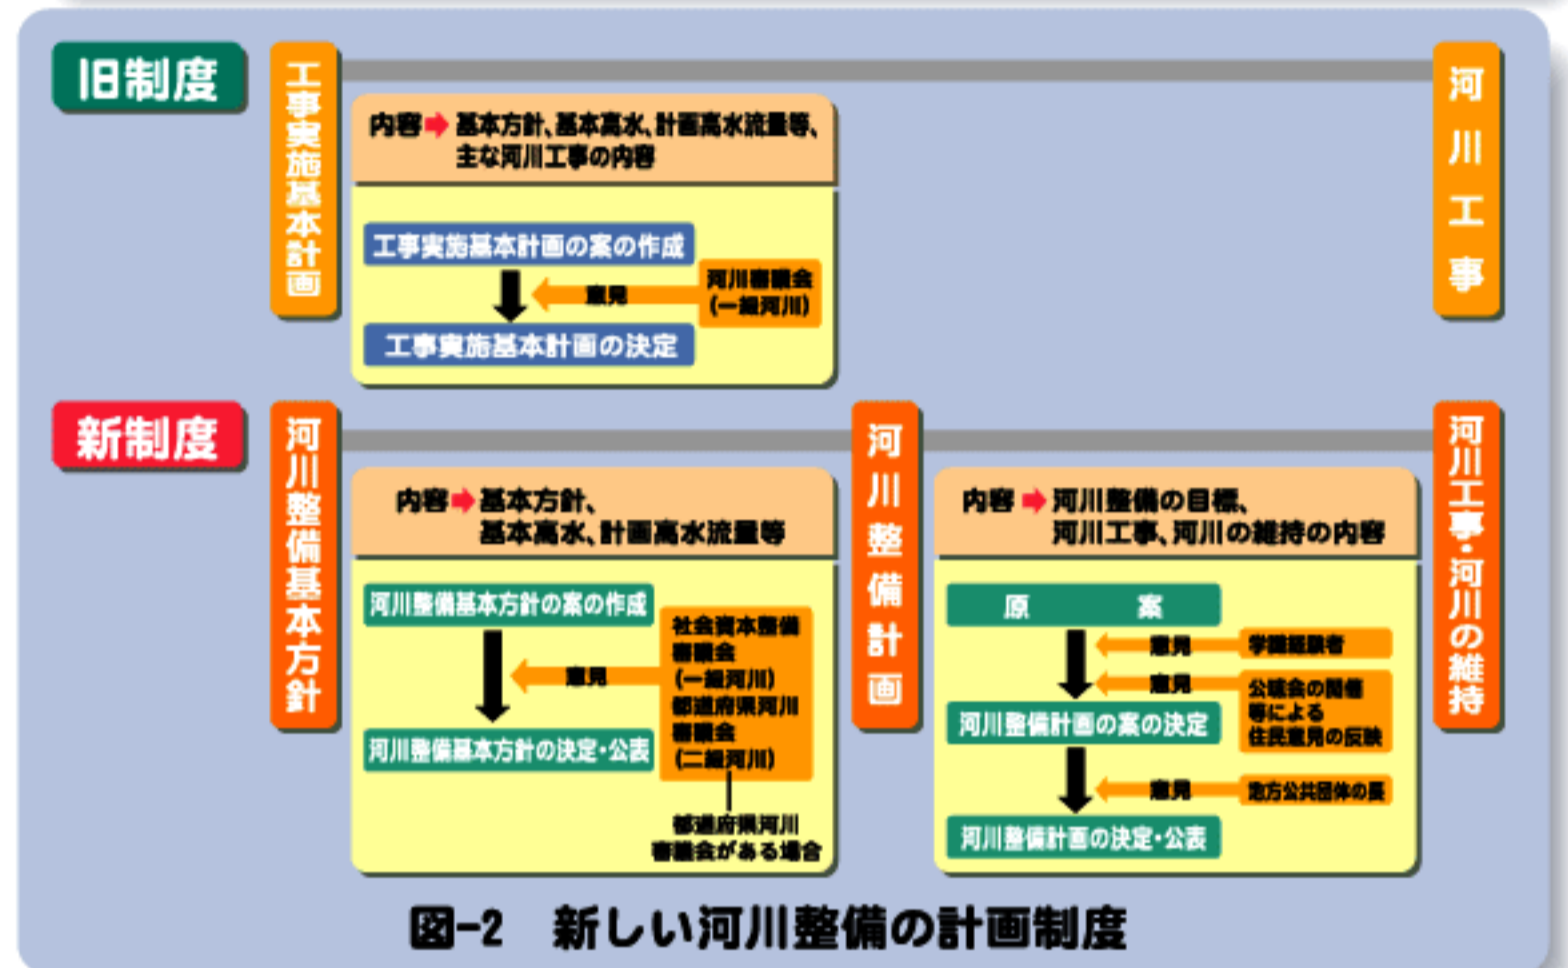 旧制度
工事実施基本計画
河川工事
内容➡基本方針、基本高水、計画高水流量等、
主な河川工事の内容
工事実施基本計画の案の作成
意見
河川審議会
(一級河川)
工事実施基本計画の決定
新制度
河川整備基本方針
河川整備計画
河川工事・河川の維持
内容➡基本方針、
基本高水、計画高水流量等
河川整備基本方針の案の作成
意見
社会資本整備
審議会
(一級河川)
都道府県河川
審議会
(二級河川)
河川整備基本方針の決定・公表
都道府県河川
審議会がある場合
内容➡河川整備の目標、
河川工事、河川の維持の内容
原案
意見
学識経験者
意見
公聴会の開催
等による
住民意見の反映
河川整備計画の案の決定
意見
地方公共団体の長
河川整備計画の決定・公表
図-2 新しい河川整備の計画制度